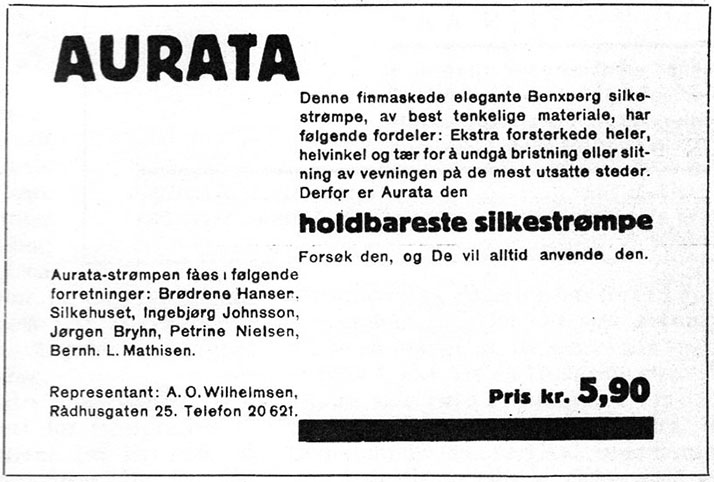 AURATA
Denne finmaskede elegante Benxberg silke-
strømpe, av best tenkelige materiale, har
følgende fordeler: Ekstra forsterkede heler,
helvinkel og tær for å undgå bristning eller slit-
ning av vevningen på de mest utsatte steder.
Derfor er Aurata den
holdbareste silkestrømpe
Forsøk den, og De vil alltid anvende den.
Aurata-strømpen fåes i følgende
forretninger: Brødrene Hansen,
Silkehuset, Ingebjørg Johnsson,
Jørgen Bryhn, Petrine Nielsen,
Bernh. L. Mathisen.
Representant: A. O. Wilhelmsen,
Rådhusgaten 25. Telefon 20621.
Pris kr. 5,90